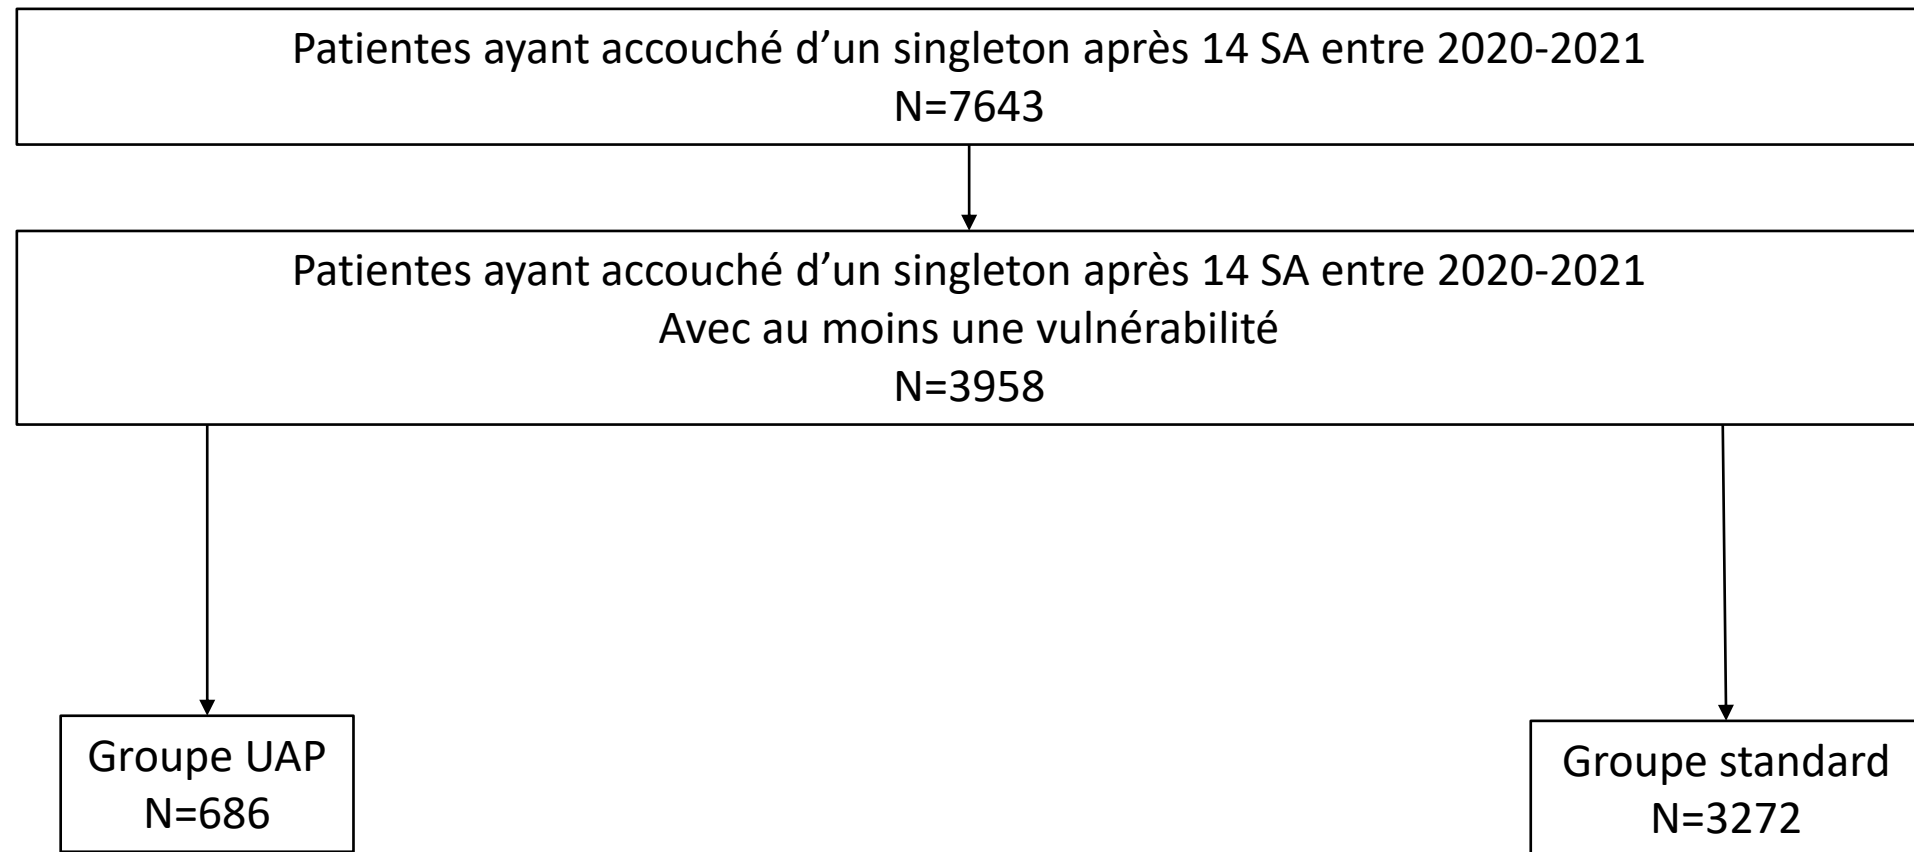 Patientes ayant accouché d’un singleton après 14 SA entre 2020-2021
N=7643
Patientes ayant accouché d’un singleton après 14 SA entre 2020-2021
Avec au moins une vulnérabilité
N=3958
Groupe UAP
N=686
Groupe standard
N=3272